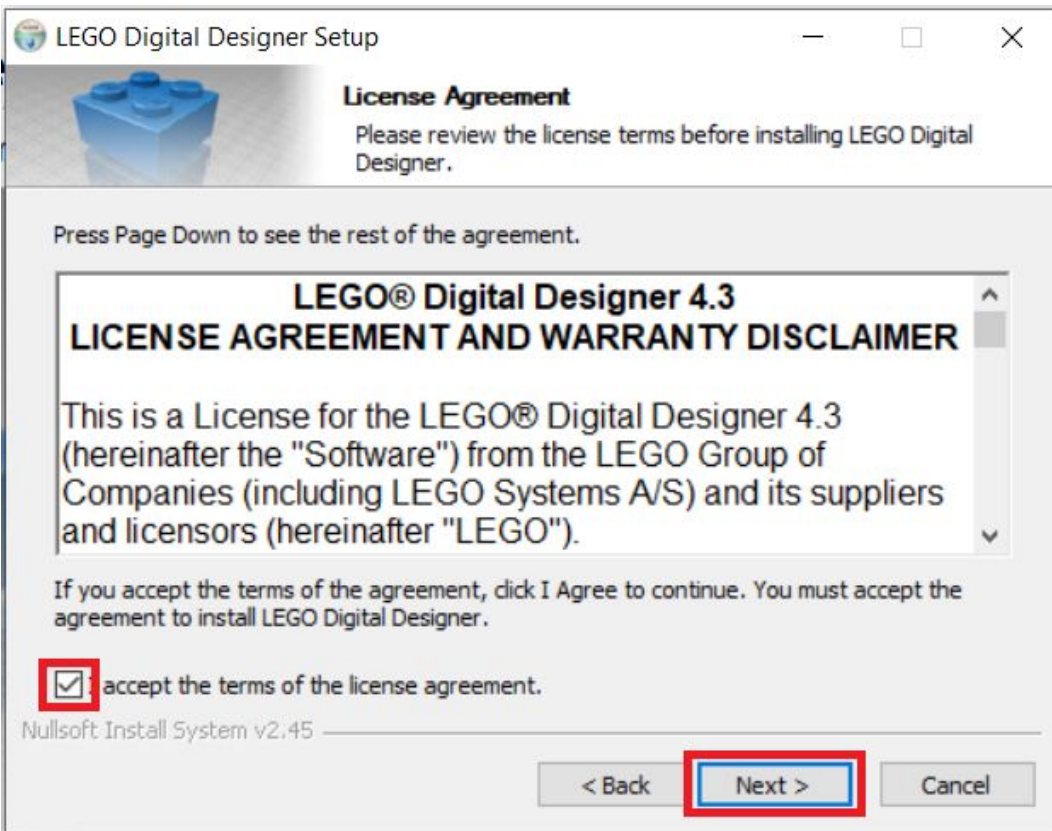 LEGO Digital Designer Setup
License Agreement
Please review the license terms before installing LEGO Digital
Designer.
Press Page Down to see the rest of the agreement.
LEGO® Digital Designer 4.3
LICENSE AGREEMENT AND WARRANTY DISCLAIMER
This is a License for the LEGO® Digital Designer 4.3
(hereinafter the "Software") from the LEGO Group of
Companies (including LEGO Systems A/S) and its suppliers
and licensors (hereinafter "LEGO").
If you accept the terms of the agreement, click I Agree to continue. You must accept the
agreement to install LEGO Digital Designer.
I accept the terms of the license agreement.
Nullsoft Install System v2.45
< Back Next > Cancel